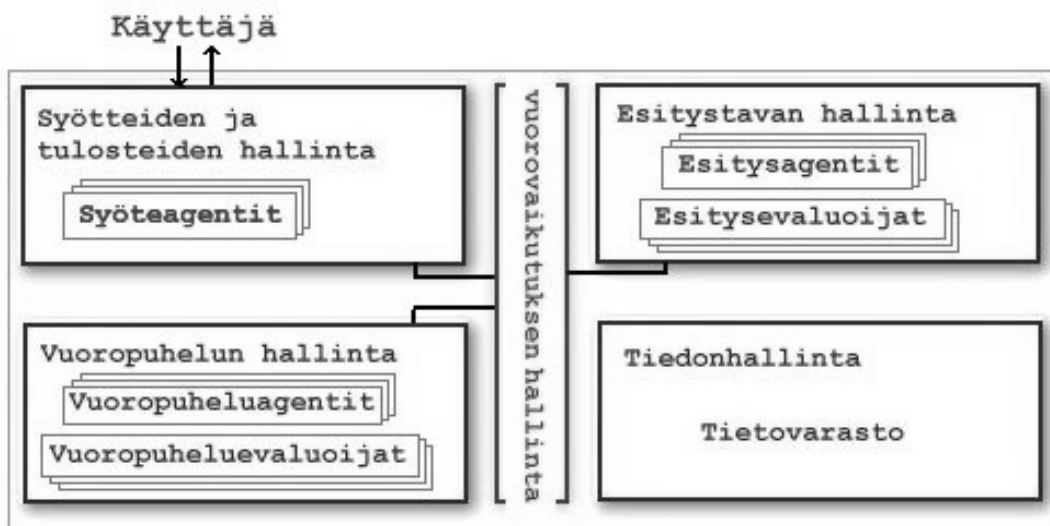 Käyttäjä
Syötteiden ja
tulosteiden hallinta
Syöteagentit
vuorovaikutuksen hallinta
Esitystavan hallinta
Esitysagentit
Esitysevaluoijat
Vuoropuhelun hallinta
Vuoropuheluagentit
Vuoropuheluevaluoijat
Tiedonhallinta
Tietovarasto